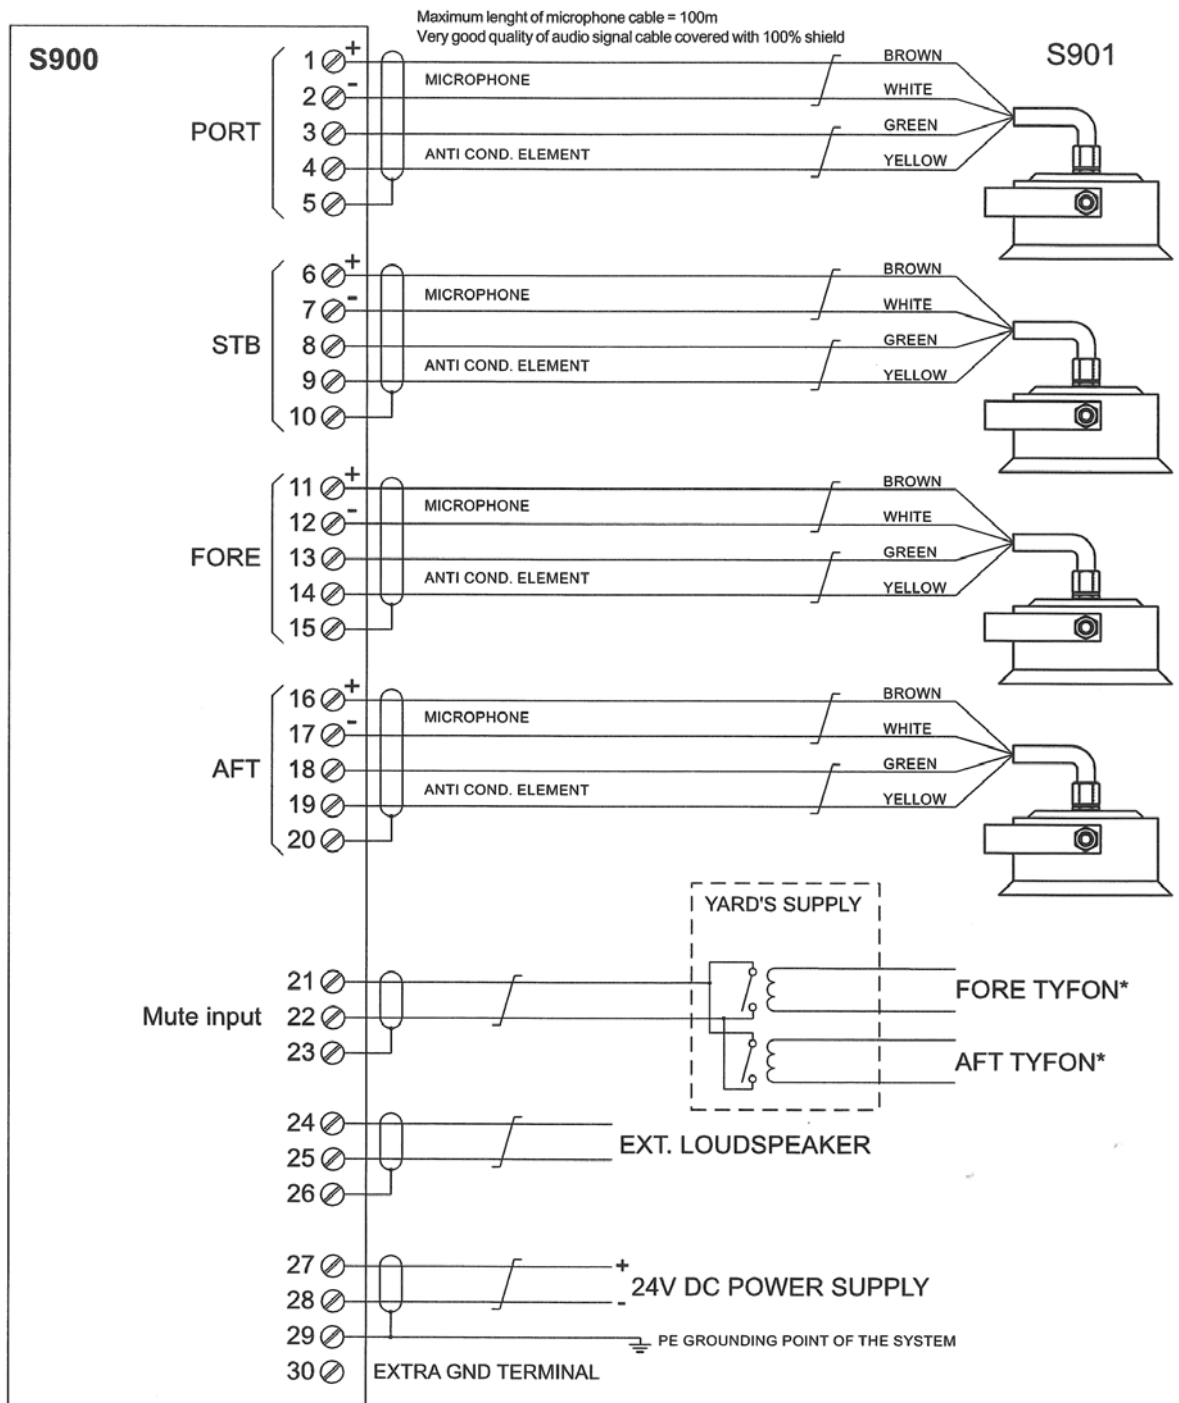 Maximum lenght of microphone cable = 100m
Very good quality of audio signal cable covered with 100% shield
S900
S901
PORT
1 +
2 -
3
4
5
MICROPHONE
ANTI COND. ELEMENT
BROWN
WHITE
GREEN
YELLOW
STB
6 +
7 -
8
9
10
MICROPHONE
ANTI COND. ELEMENT
BROWN
WHITE
GREEN
YELLOW
FORE
11 +
12 -
13
14
15
MICROPHONE
ANTI COND. ELEMENT
BROWN
WHITE
GREEN
YELLOW
AFT
16 +
17 -
18
19
20
MICROPHONE
ANTI COND. ELEMENT
BROWN
WHITE
GREEN
YELLOW
YARD'S SUPPLY
Mute input
21
22
23
FORE TYFON*
AFT TYFON*
24
25
26
EXT. LOUDSPEAKER
27
28
+
24V DC POWER SUPPLY
-
29
PE GROUNDING POINT OF THE SYSTEM
30 EXTRA GND TERMINAL